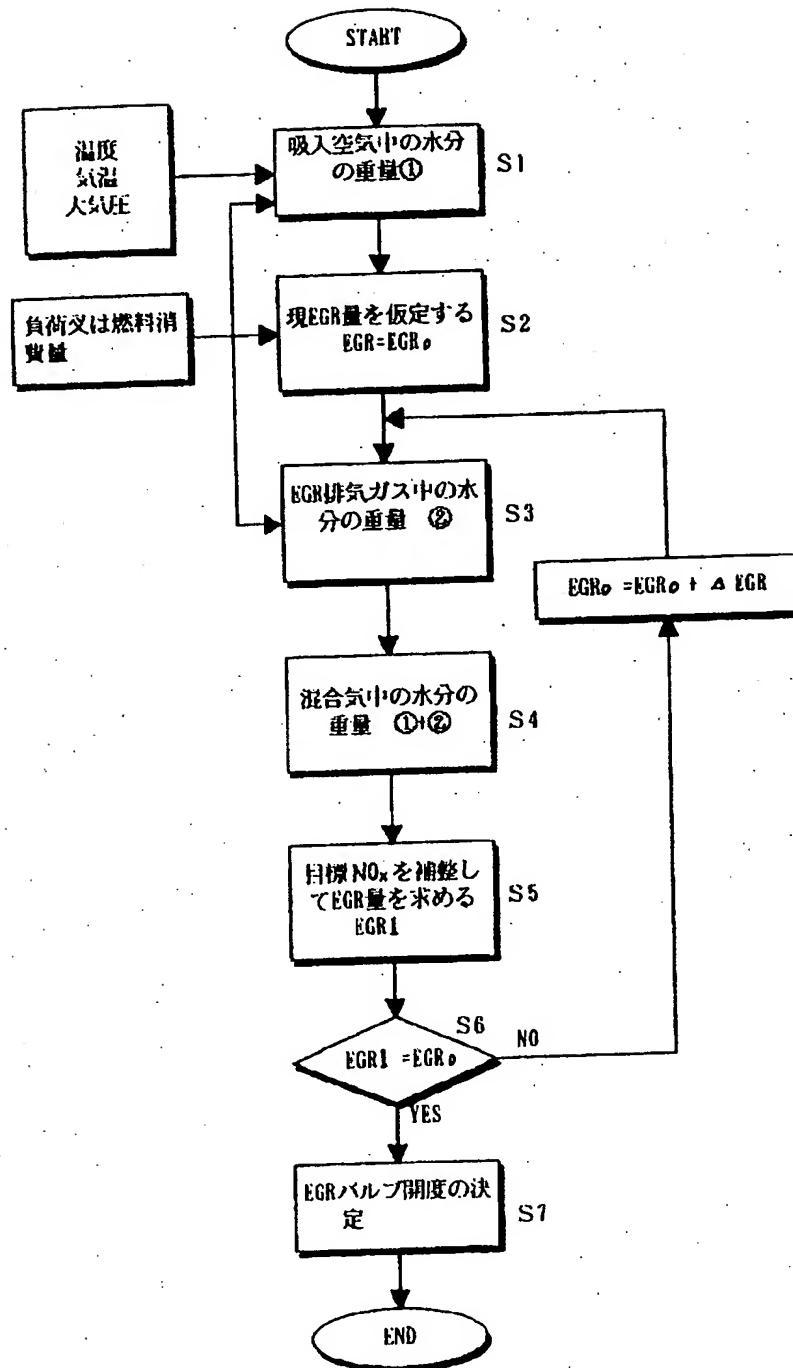 START
温度
気温
大気圧
吸入空気中の水分
の重量①
S1
負荷又は燃料消
費量
現EGR量を仮定する
EGR=EGR₀
S2
EGR排気ガス中の水
分の重量 ②
S3
EGR₀ =EGR₀ + Δ EGR
混合気中の水分の
重量 ①+②
S4
目標NOxを補整し
てEGR量を求める
EGR1
S5
S6
EGR1 =EGR₀
NO
YES
EGRバルブ開度の決
定
S7
END